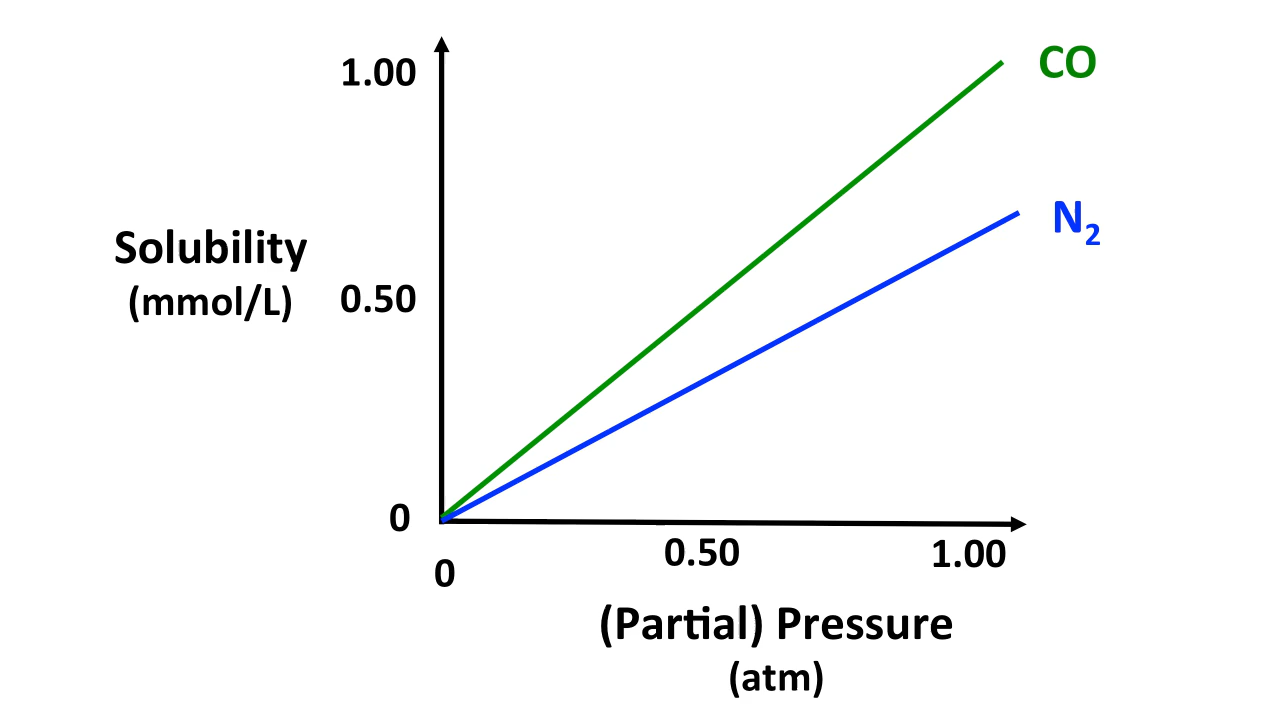 1.00
CO
N2
Solubility
(mmol/L)
0.50
0
0
0.50
1.00
(Partial) Pressure
(atm)